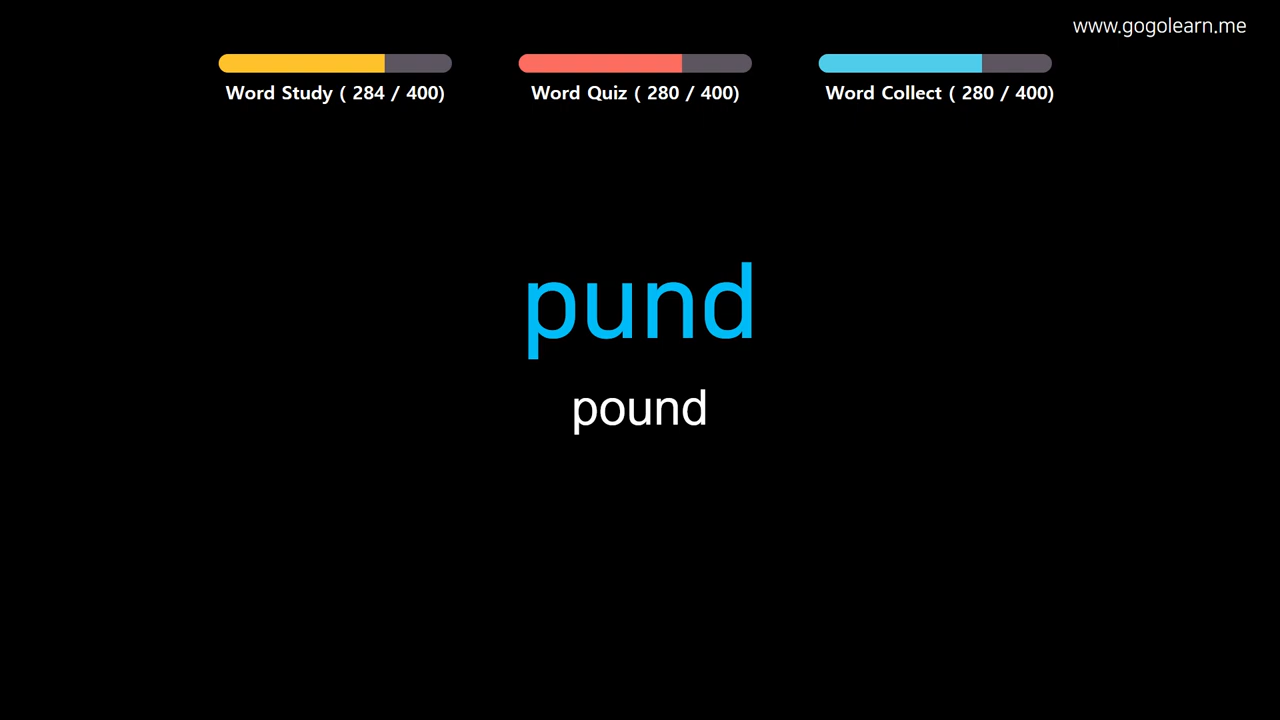 www.gogolearn.me
Word Study ( 284 / 400)
Word Quiz ( 280 / 400)
Word Collect ( 280 / 400)
pund
pound